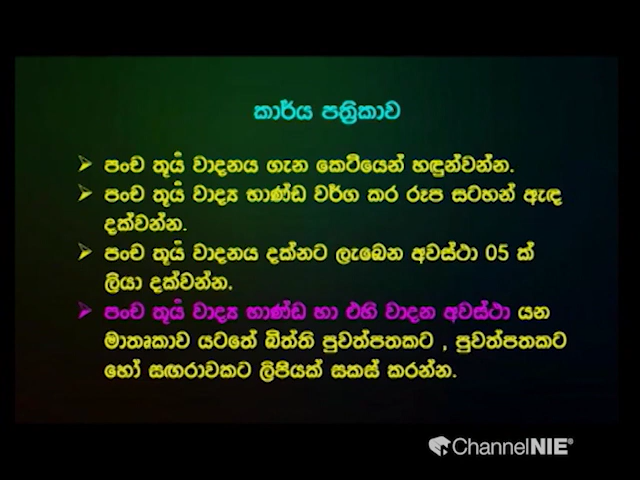 කාර්ය පත්‍රිකාව
පංච තූර්‍ය වාදනය ගැන කෙටියෙන් හඳුන්වන්න.
පංච තූර්‍ය වාද්‍ය භාණ්ඩ වර්ග කර රූප සටහන් ඇඳ
දක්වන්න.
පංච තූර්‍ය වාදනය දක්නට ලැබෙන අවස්ථා 05 ක්
ලියා දක්වන්න.
පංච තූර්‍ය වාද්‍ය භාණ්ඩ හා එහි වාදන අවස්ථා යන
මාතෘකාව යටතේ බිත්ති පුවත්පතකට , පුවත්පතකට
හෝ සඟරාවකට ලිපියක් සකස් කරන්න.
ChannelNIE®